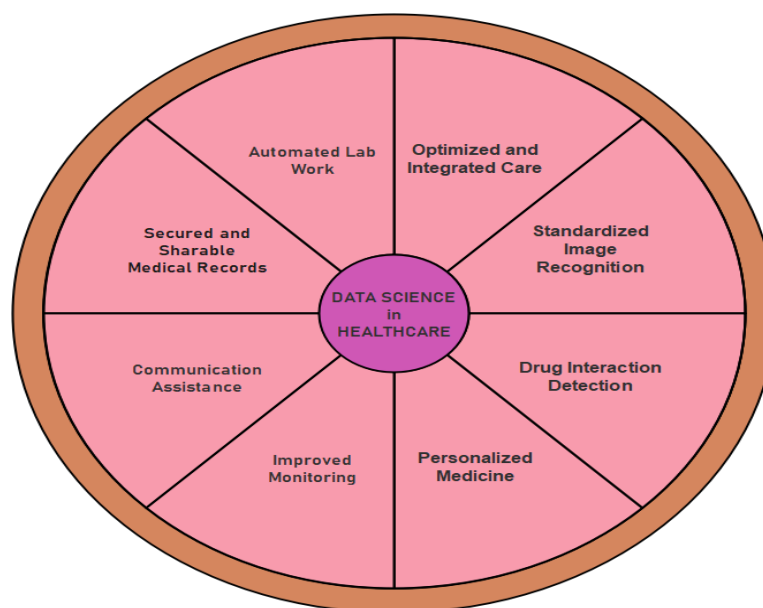 Automated Lab
Work
Optimized and
Integrated Care
Secured and
Sharable
Medical Records
Standardized
Image
Recognition
DATA SCIENCE
in
HEALTHCARE
Communication
Assistance
Drug Interaction
Detection
Improved
Monitoring
Personalized
Medicine